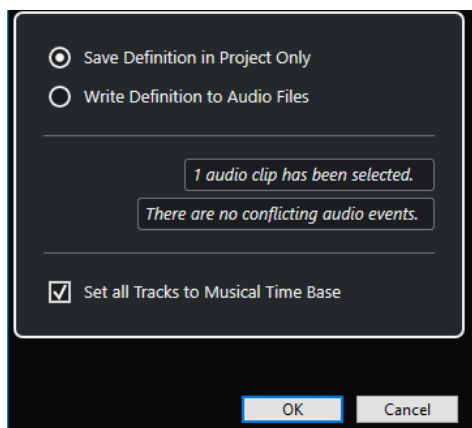 Save Definition in Project Only
Write Definition to Audio Files
1 audio clip has been selected.
There are no conflicting audio events.
Set all Tracks to Musical Time Base
OK Cancel